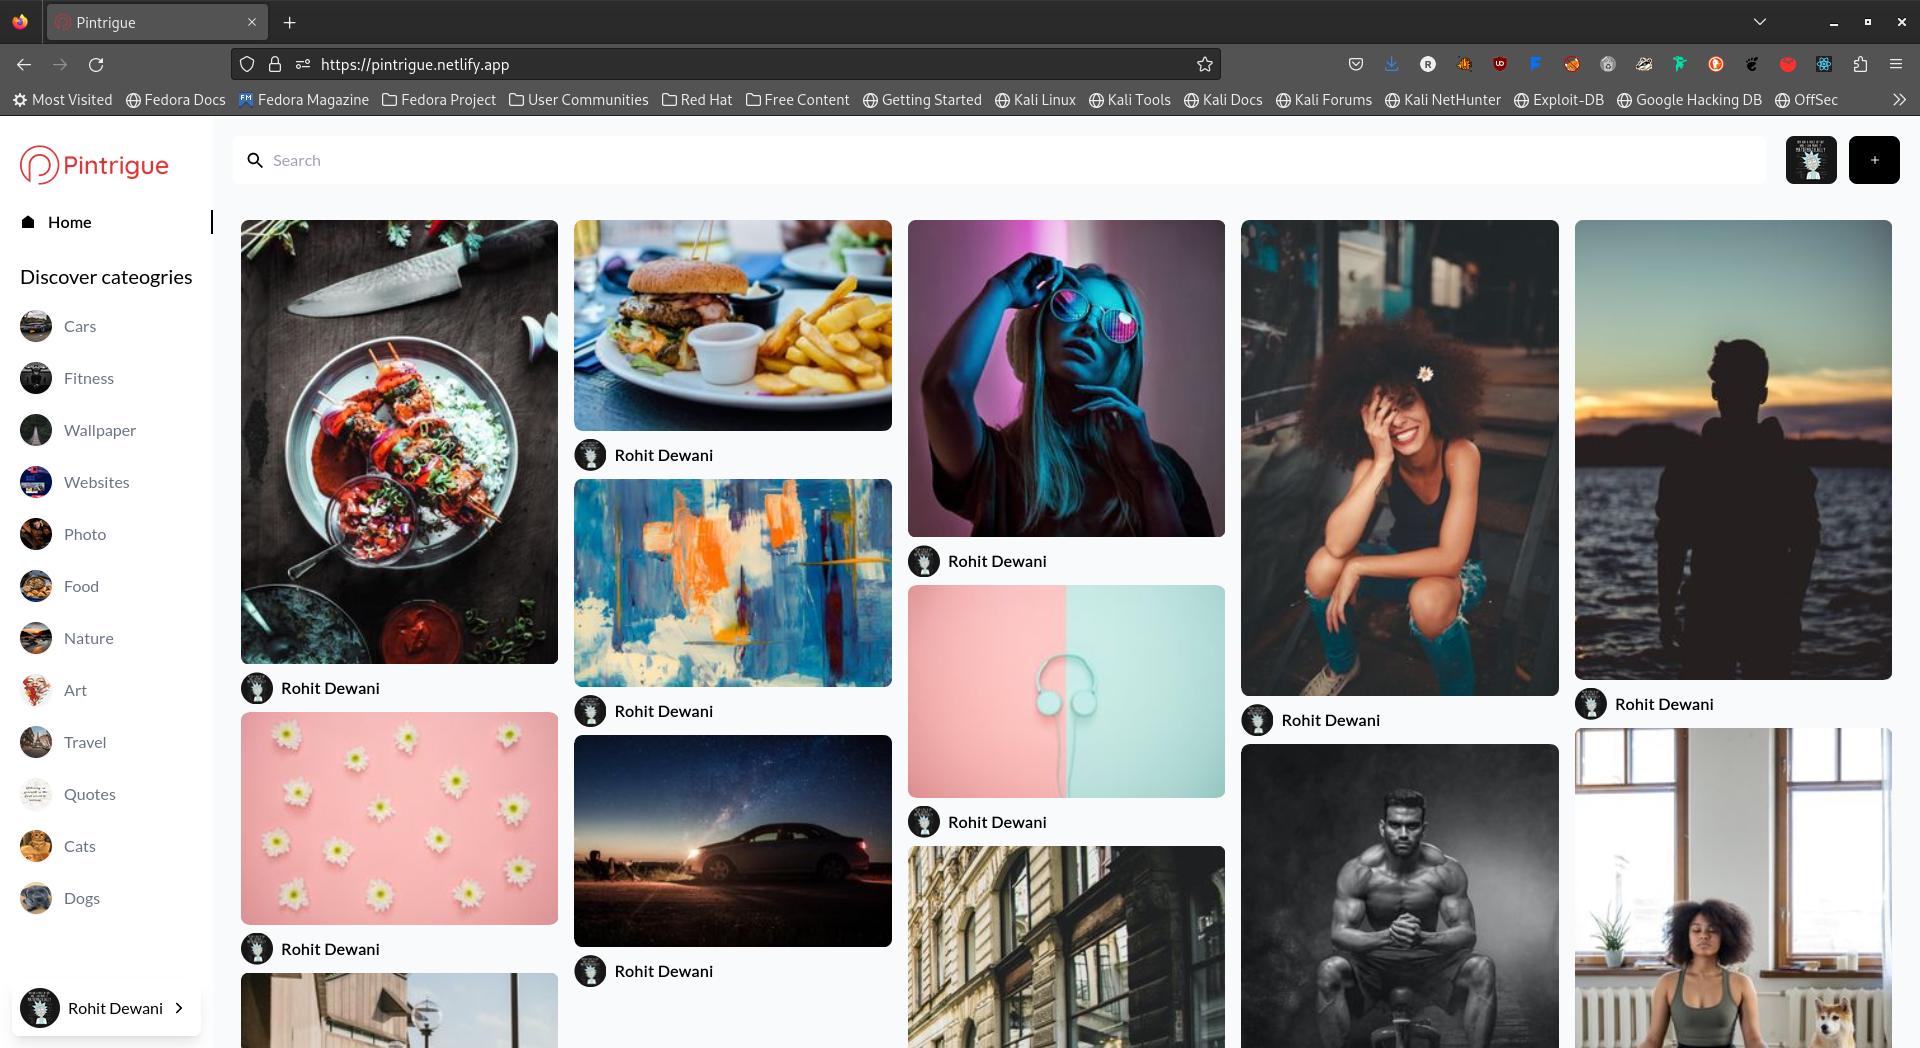 Pintrigue
https://pintrigue.netlify.app
Most Visited Fedora Docs Fedora Magazine Fedora Project User Communities Red Hat Free Content Getting Started Kali Linux Kali Tools Kali Docs Kali Forums Kali NetHunter Exploit-DB Google Hacking DB OffSec
Pintrigue
Search
Home
Discover cateogries
Cars
Fitness
Wallpaper
Websites
Photo
Food
Nature
Art
Travel
Quotes
Cats
Dogs
Rohit Dewani
Rohit Dewani
Rohit Dewani
Rohit Dewani
Rohit Dewani
Rohit Dewani
Rohit Dewani
Rohit Dewani
Rohit Dewani
Rohit Dewani